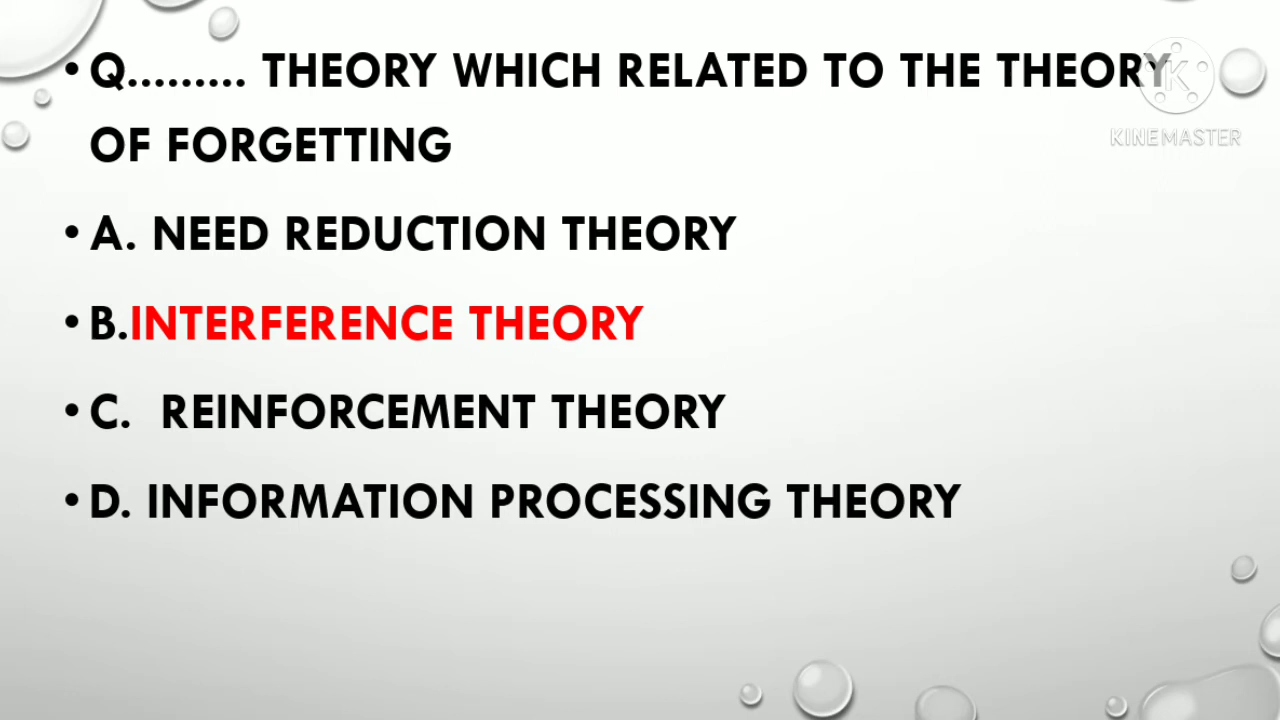 • Q......... THEORY WHICH RELATED TO THE THEORY
OF FORGETTING
• A. NEED REDUCTION THEORY
• B.INTERFERENCE THEORY
• C. REINFORCEMENT THEORY
• D. INFORMATION PROCESSING THEORY
K
KINEMASTER